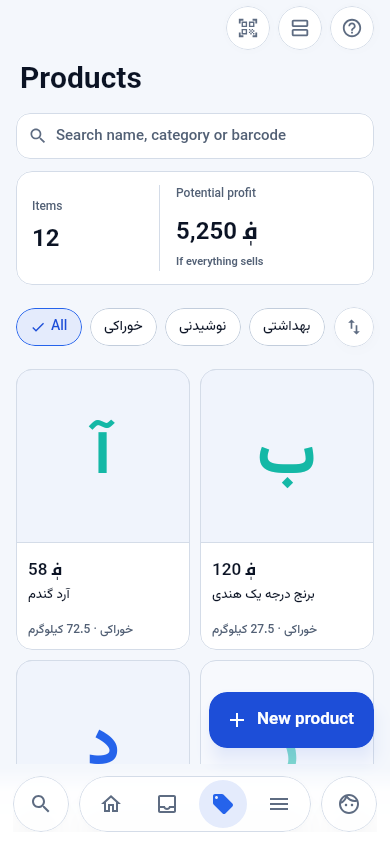 Products
Search name, category or barcode
Items
12
Potential profit
5,250 ؋
If everything sells
All
خوراکی
نوشیدنی
بهداشتی
آ
58 ؋
آرد گندم
خوراکی · 72.5 کیلوگرم
ب
120 ؋
برنج درجه یک هندی
خوراکی · 27.5 کیلوگرم
د
New product